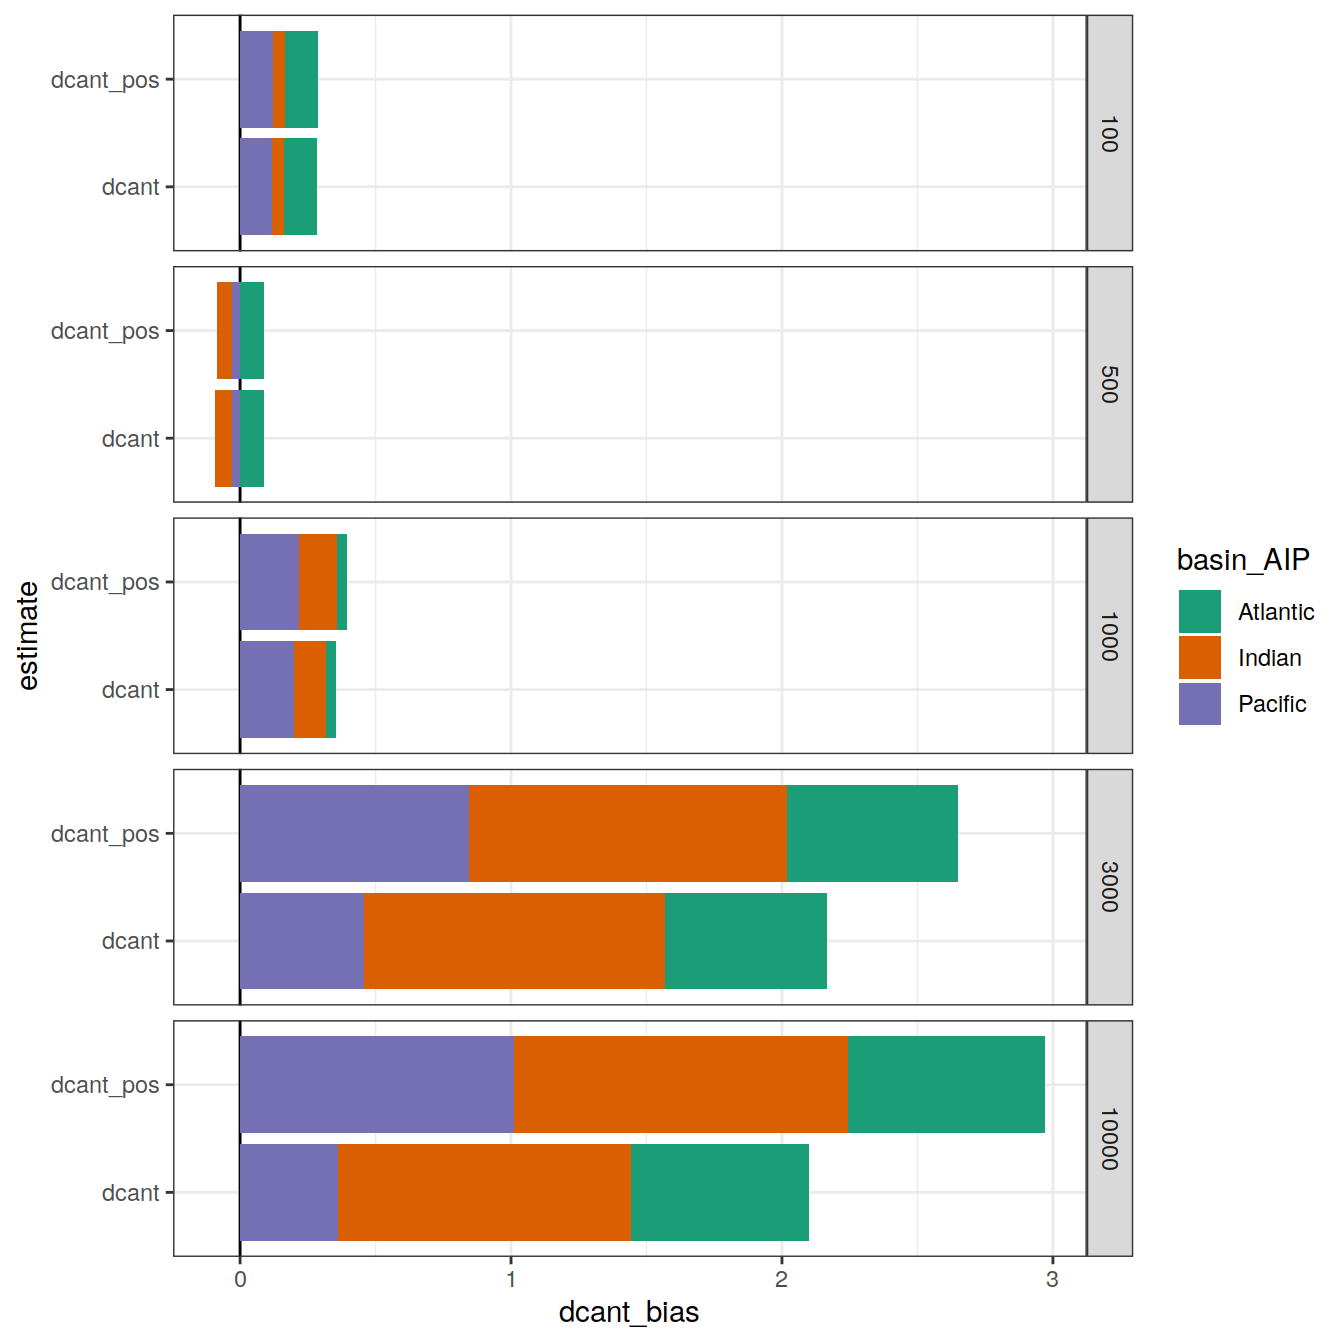 dcant_pos
dcant
100
dcant_pos
dcant
500
dcant_pos
dcant
1000
dcant_pos
dcant
3000
dcant_pos
dcant
10000
0 1 2 3
dcant_bias
estimate
basin_AIP
Atlantic
Indian
Pacific